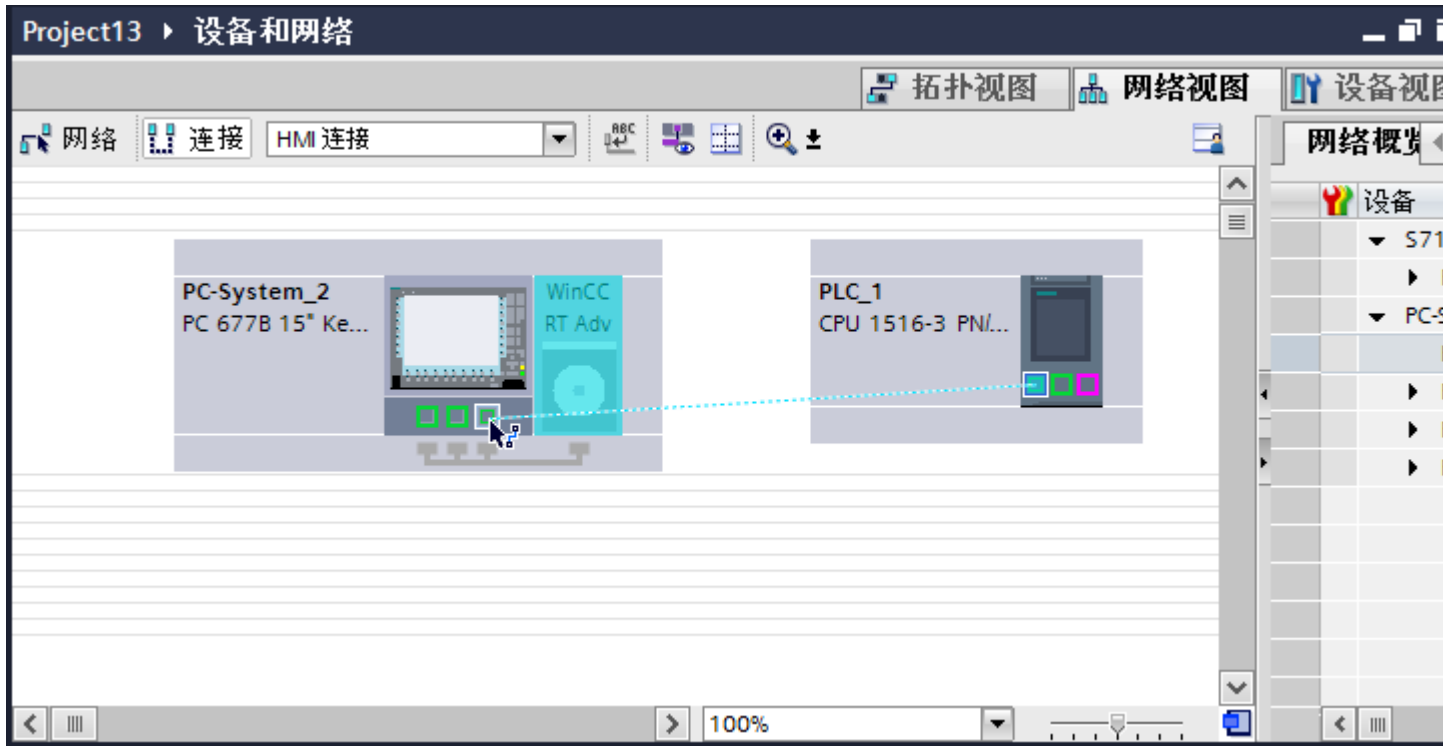 Project13 ▸ 设备和网络
拓扑视图 网络视图 设备视图
网络 连接 HMI 连接
网络概览
设备
S71
PC-S
PC-System_2
PC 677B 15" Ke...
WinCC
RT Adv
PLC_1
CPU 1516-3 PN/...
100%